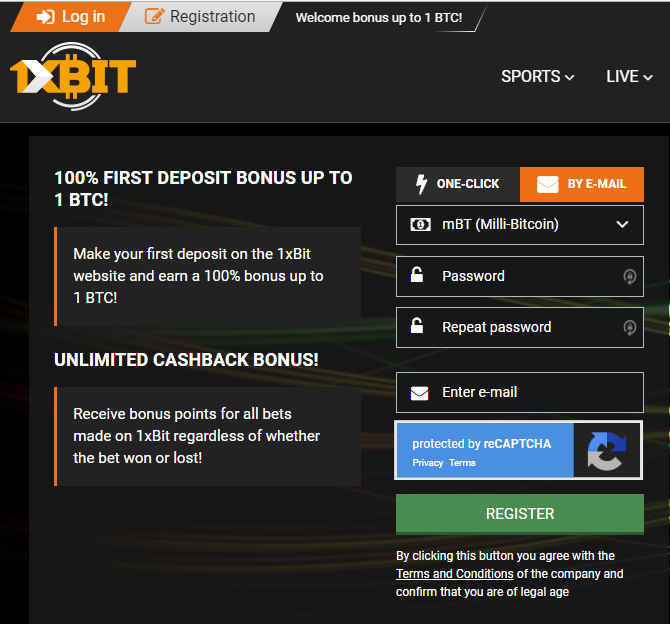 Log in
Registration
Welcome bonus up to 1 BTC!
1XBIT
SPORTS
LIVE
100% FIRST DEPOSIT BONUS UP TO
1 BTC!
Make your first deposit on the 1xBit
website and earn a 100% bonus up to
1 BTC!
UNLIMITED CASHBACK BONUS!
Receive bonus points for all bets
made on 1xBit regardless of whether
the bet won or lost!
ONE-CLICK
BY E-MAIL
mBT (Milli-Bitcoin)
Password
Repeat password
Enter e-mail
protected by reCAPTCHA
Privacy Terms
REGISTER
By clicking this button you agree with the
Terms and Conditions of the company and
confirm that you are of legal age